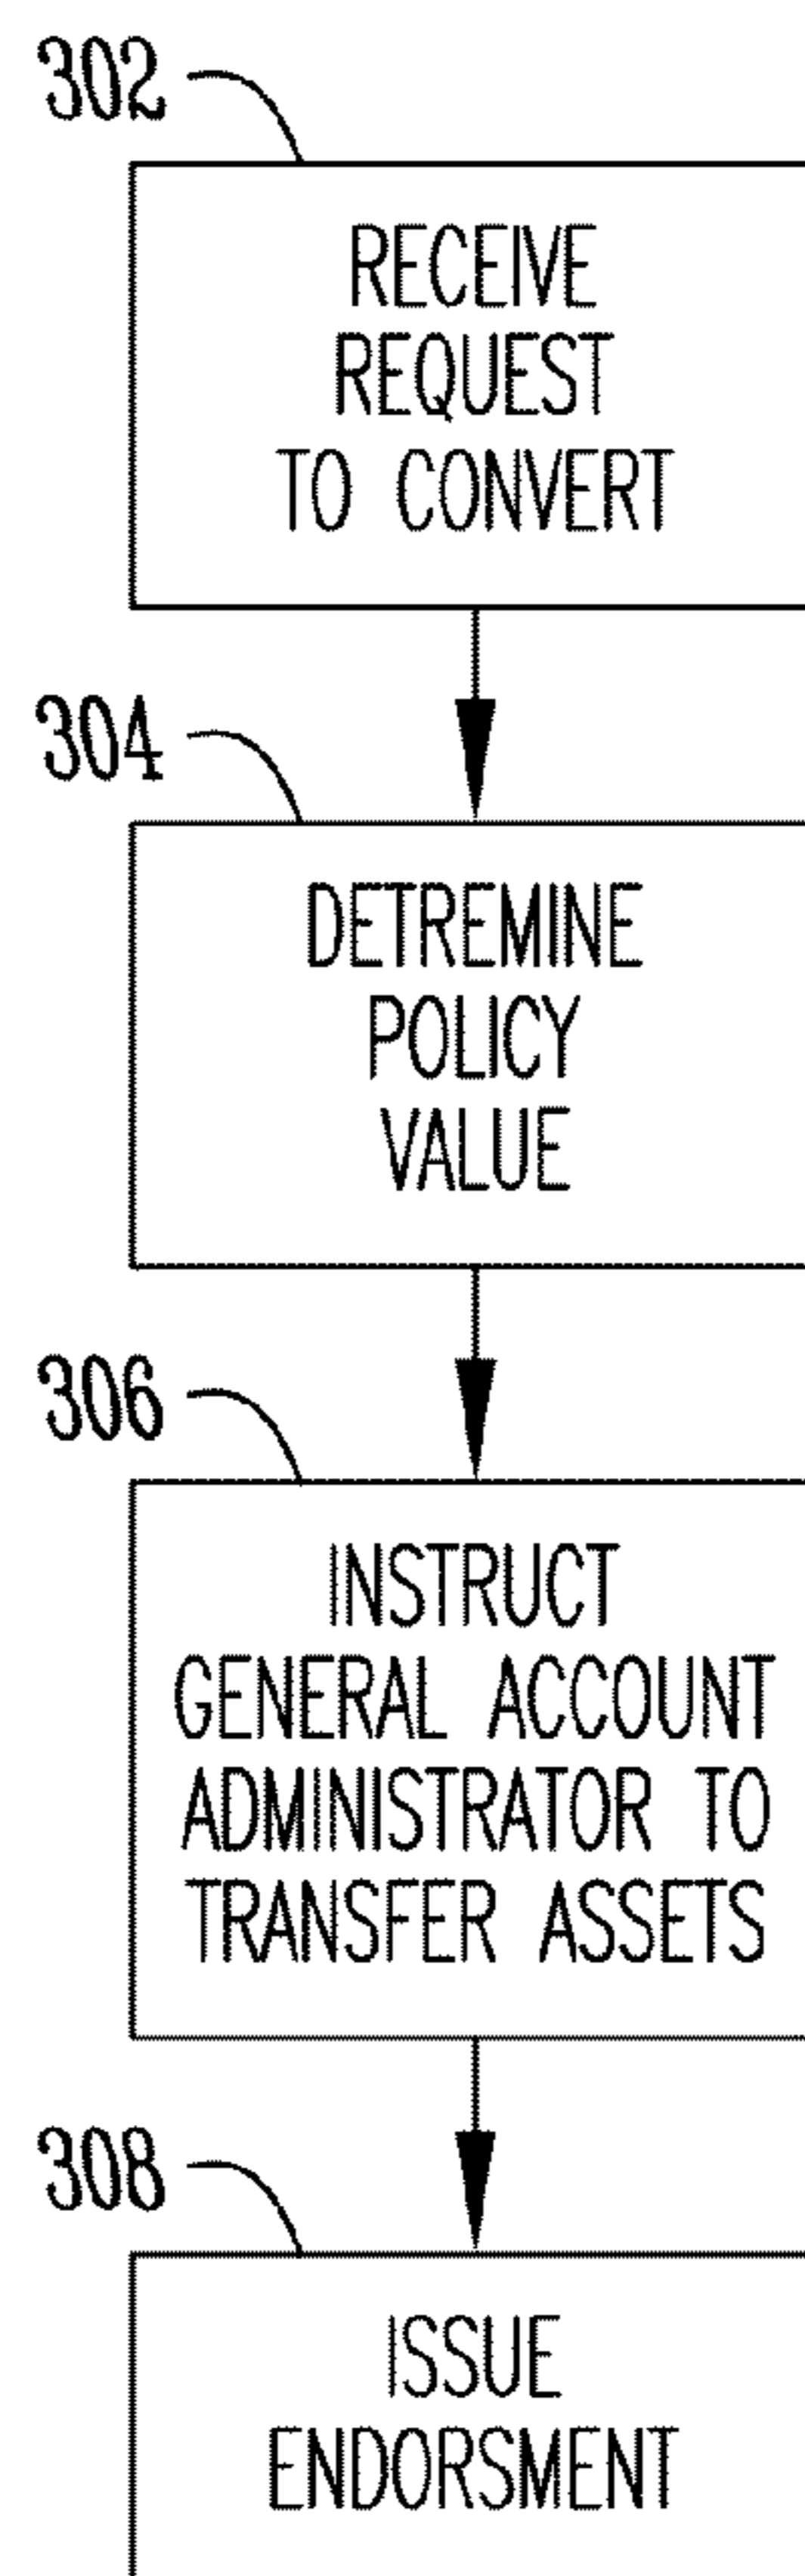 302
RECEIVE
REQUEST
TO CONVERT
304
DETREMINE
POLICY
VALUE
306
INSTRUCT
GENERAL ACCOUNT
ADMINISTRATOR TO
TRANSFER ASSETS
308
ISSUE
ENDORSMENT